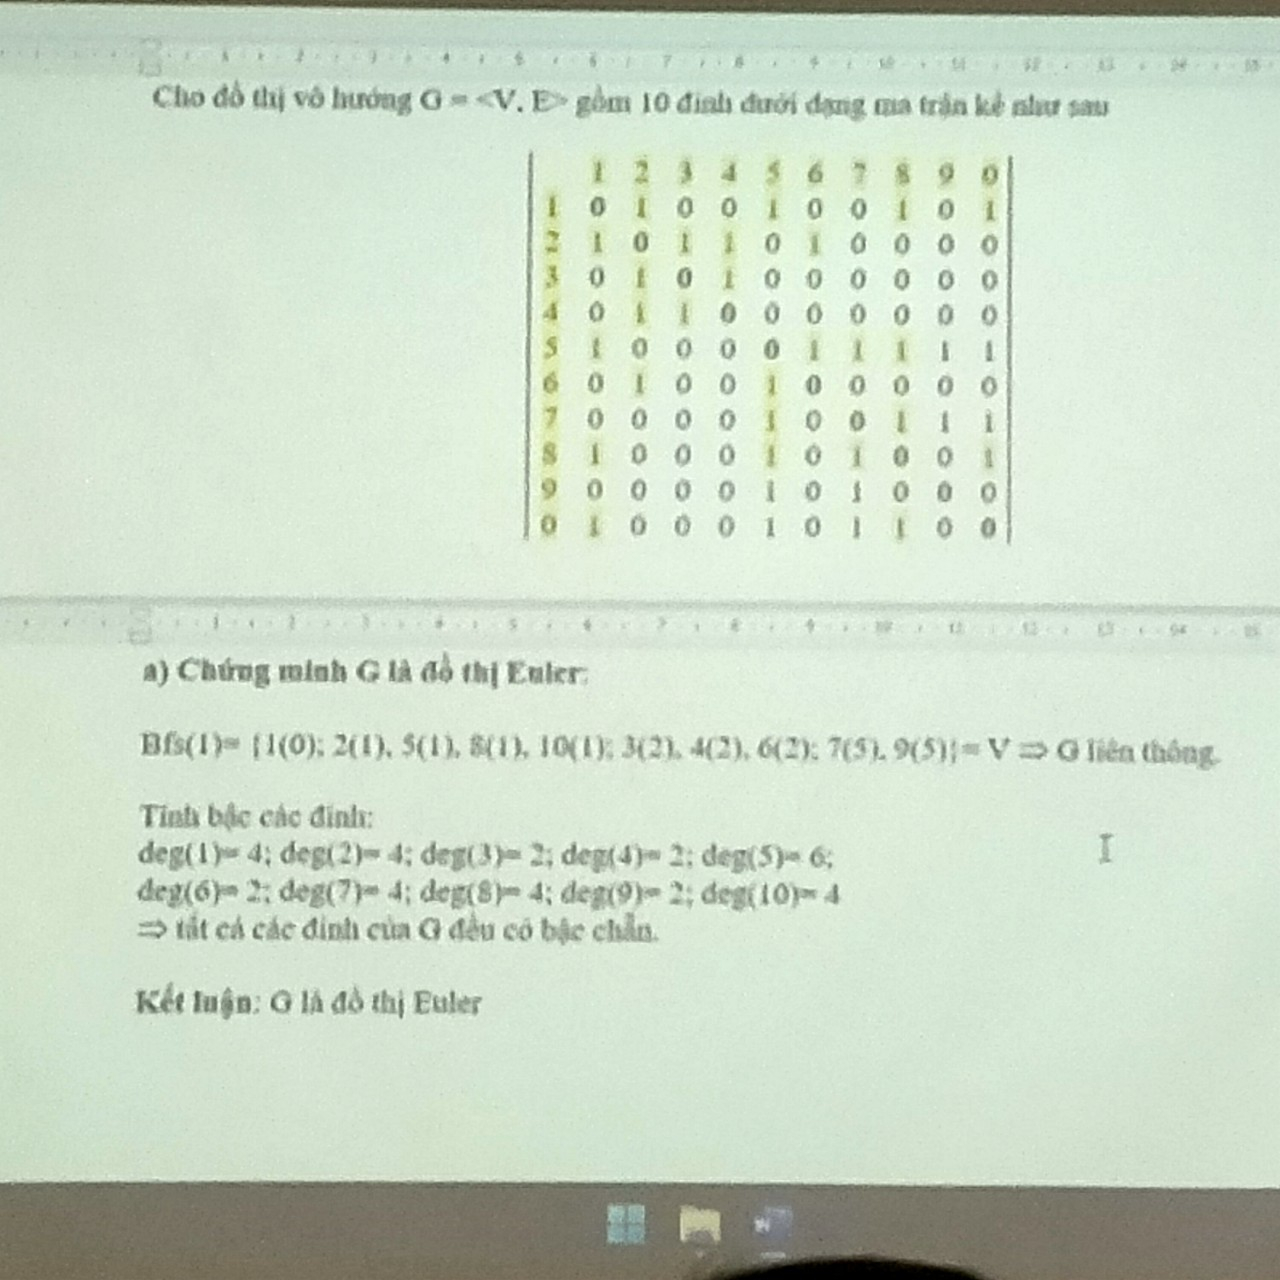 Cho đồ thị vô hướng G = <V, E> gồm 10 đỉnh dưới dạng ma trận kề như sau
1 2 3 4 5 6 7 8 9 0
1 0 1 0 0 1 0 0 1 0 1
2 1 0 1 1 0 1 0 0 0 0
3 0 1 0 1 0 0 0 0 0 0
4 0 1 1 0 0 0 0 0 0 0
5 1 0 0 0 0 1 1 1 1 1
6 0 1 0 0 1 0 0 0 0 0
7 0 0 0 0 1 0 0 1 1 1
8 1 0 0 0 1 0 1 0 0 1
9 0 0 0 0 1 0 1 0 0 0
0 1 0 0 0 1 0 1 1 0 0
a) Chứng minh G là đồ thị Euler:
Bfs(1)= {1(0); 2(1), 5(1), 8(1), 10(1); 3(2), 4(2), 6(2); 7(5), 9(5)}= V ⇒ G liên thông.
Tính bậc các đỉnh:
deg(1)= 4; deg(2)= 4; deg(3)= 2; deg(4)= 2; deg(5)= 6;
deg(6)= 2; deg(7)= 4; deg(8)= 4; deg(9)= 2; deg(10)= 4
⇒ tất cả các đỉnh của G đều có bậc chẵn.
Kết luận: G là đồ thị Euler